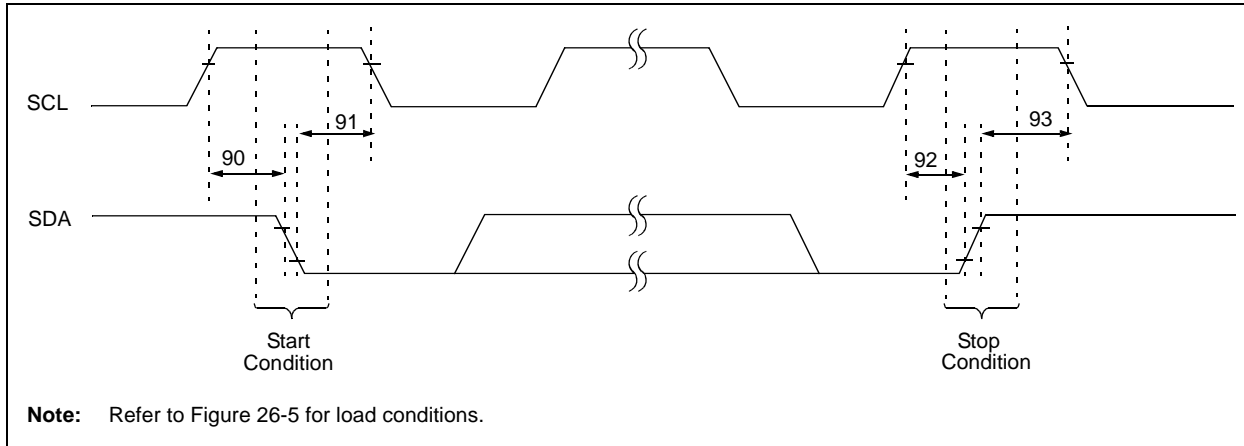 SCL
91
93
90
92
SDA
Start
Condition
Stop
Condition
Note: Refer to Figure 26-5 for load conditions.